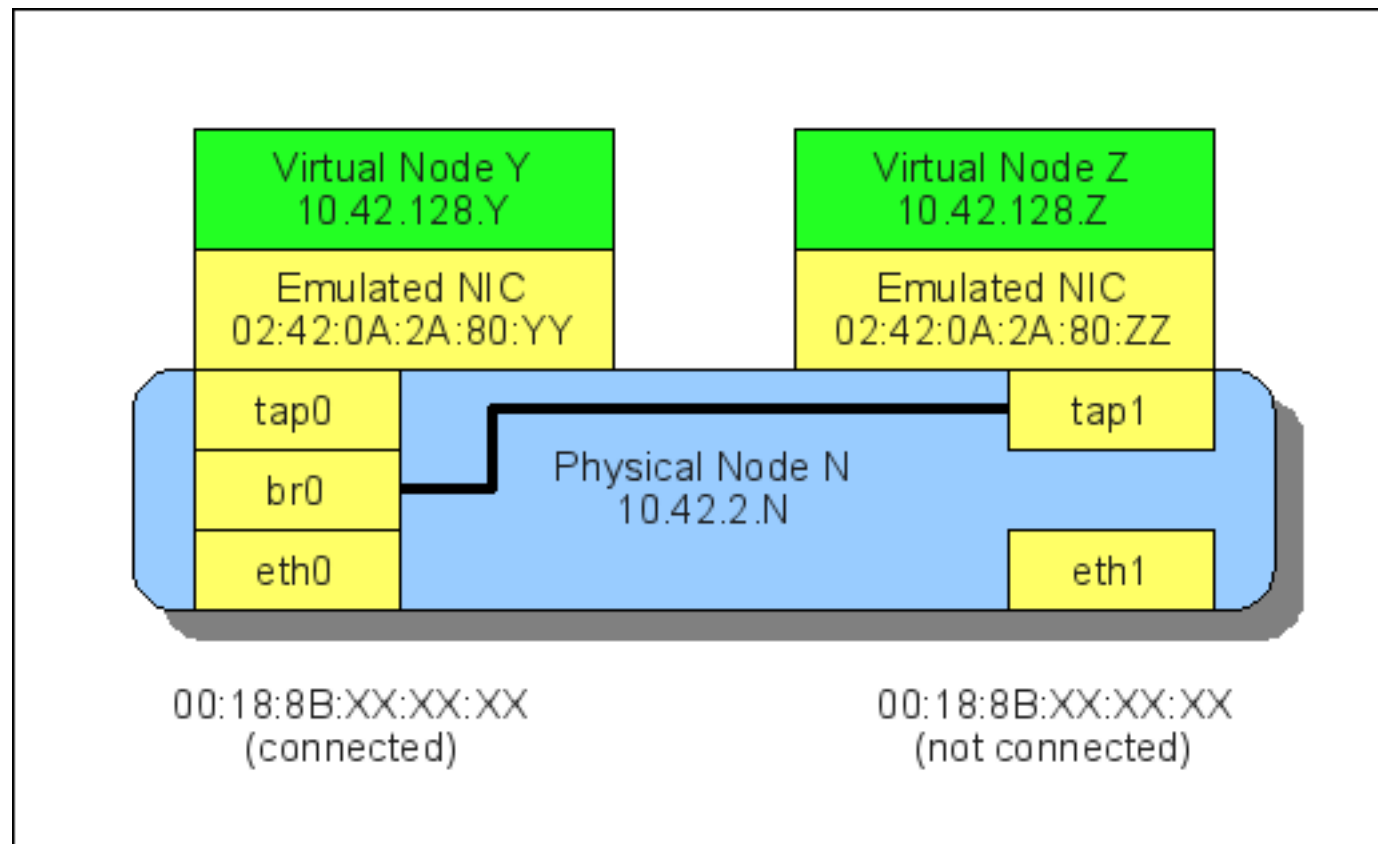 Virtual Node Y
10.42.128.Y
Emulated NIC
02:42:0A:2A:80:YY
Virtual Node Z
10.42.128.Z
Emulated NIC
02:42:0A:2A:80:ZZ
tap0
br0
eth0
Physical Node N
10.42.2.N
tap1
eth1
00:18:8B:XX:XX:XX
(connected)
00:18:8B:XX:XX:XX
(not connected)